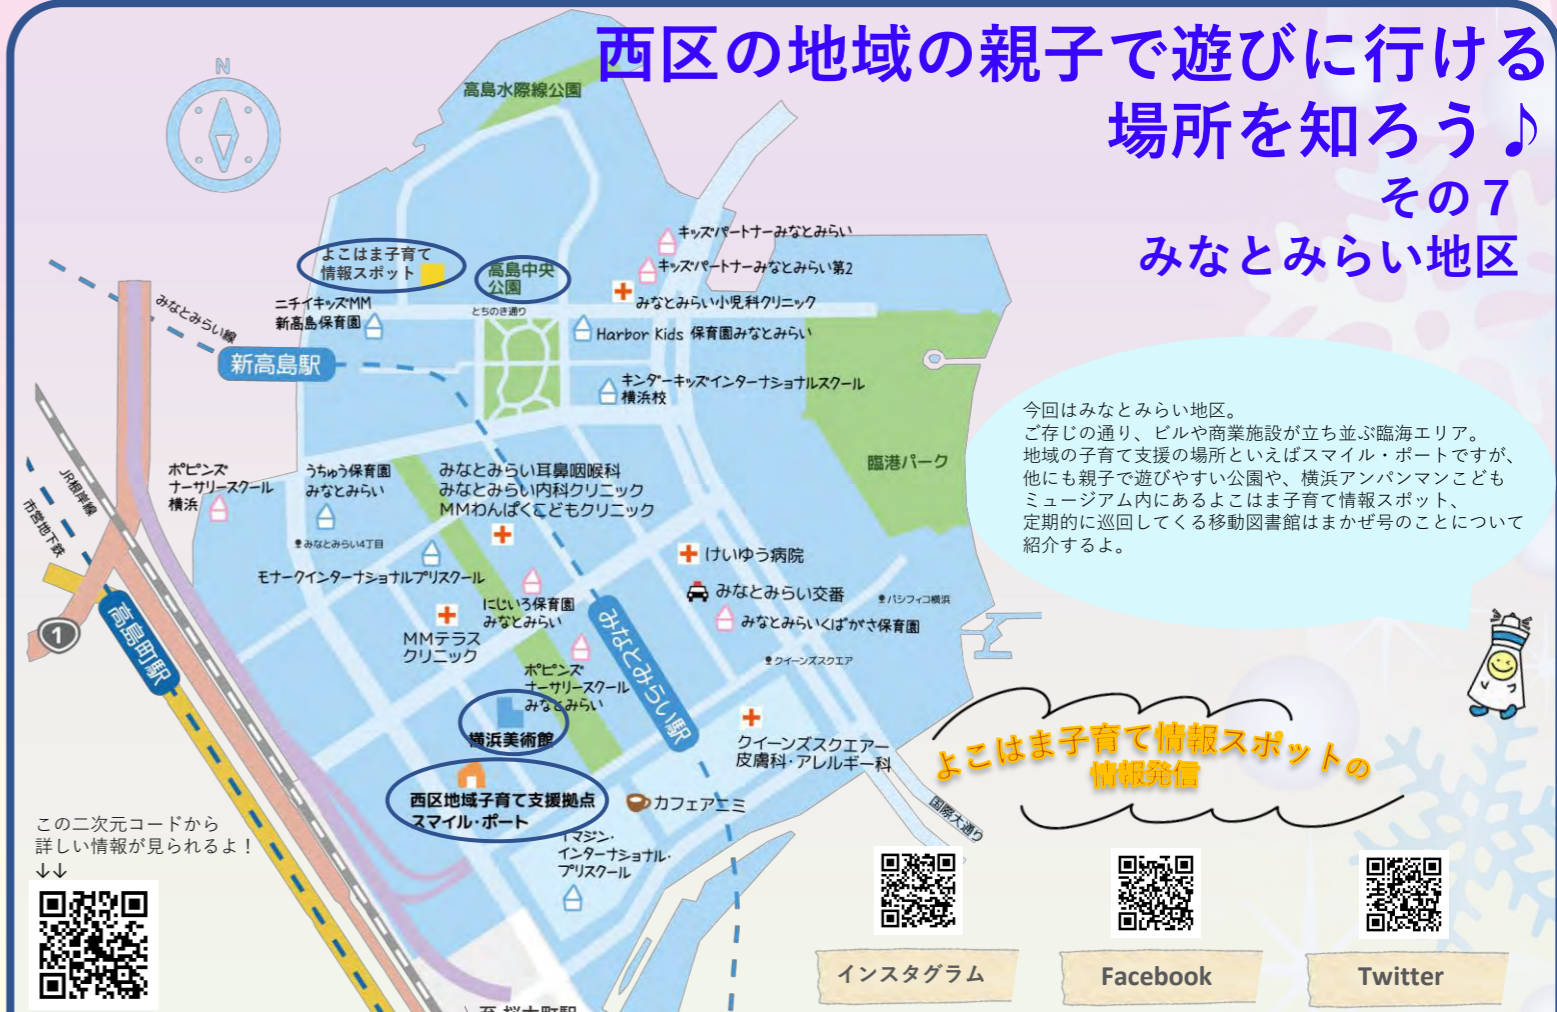 西区の地域の親子で遊びに行ける
場所を知ろう♪
その７
みなとみらい地区
N
高島水際線公園
よこはま子育て
情報スポット
高島中央
公園
キッズパートナーみなとみらい
キッズパートナーみなとみらい第2
みなとみらい小児科クリニック
ニチイキッズMM
新高島保育園
とちのき通り
Harbor Kids 保育園みなとみらい
みなとみらい線
新高島駅
キンダーキッズインターナショナルスクール
横浜校
臨港パーク
今回はみなとみらい地区。
ご存じの通り、ビルや商業施設が立ち並ぶ臨海エリア。
地域の子育て支援の場所といえばスマイル・ポートですが、
他にも親子で遊びやすい公園や、横浜アンパンマンこども
ミュージアム内にあるよこはま子育て情報スポット、
定期的に巡回してくる移動図書館はまかぜ号のことについて
紹介するよ。
JR根岸線
市営地下鉄
ポピンズ
ナーサリースクール
横浜
うちゅう保育園
みなとみらい
みなとみらい耳鼻咽喉科
みなとみらい内科クリニック
MMわんぱくこどもクリニック
みなとみらい4丁目
モナークインターナショナルプリスクール
けいゆう病院
みなとみらい交番
パシフィコ横浜
みなとみらいくばがさ保育園
にじいろ保育園
みなとみらい
MMテラス
クリニック
クイーンズスクエア
1
高島町駅
ポピンズ
ナーサリースクール
みなとみらい
みなとみらい駅
横浜美術館
クイーンズスクエアー
皮膚科・アレルギー科
西区地域子育て支援拠点
スマイル・ポート
カフェアニミ
国際大通り
イマジン・
インターナショナル・
プリスクール
よこはま子育て情報スポットの
情報発信
この二次元コードから
詳しい情報が見られるよ！
↓↓
インスタグラム
Facebook
Twitter
至 桜木町駅